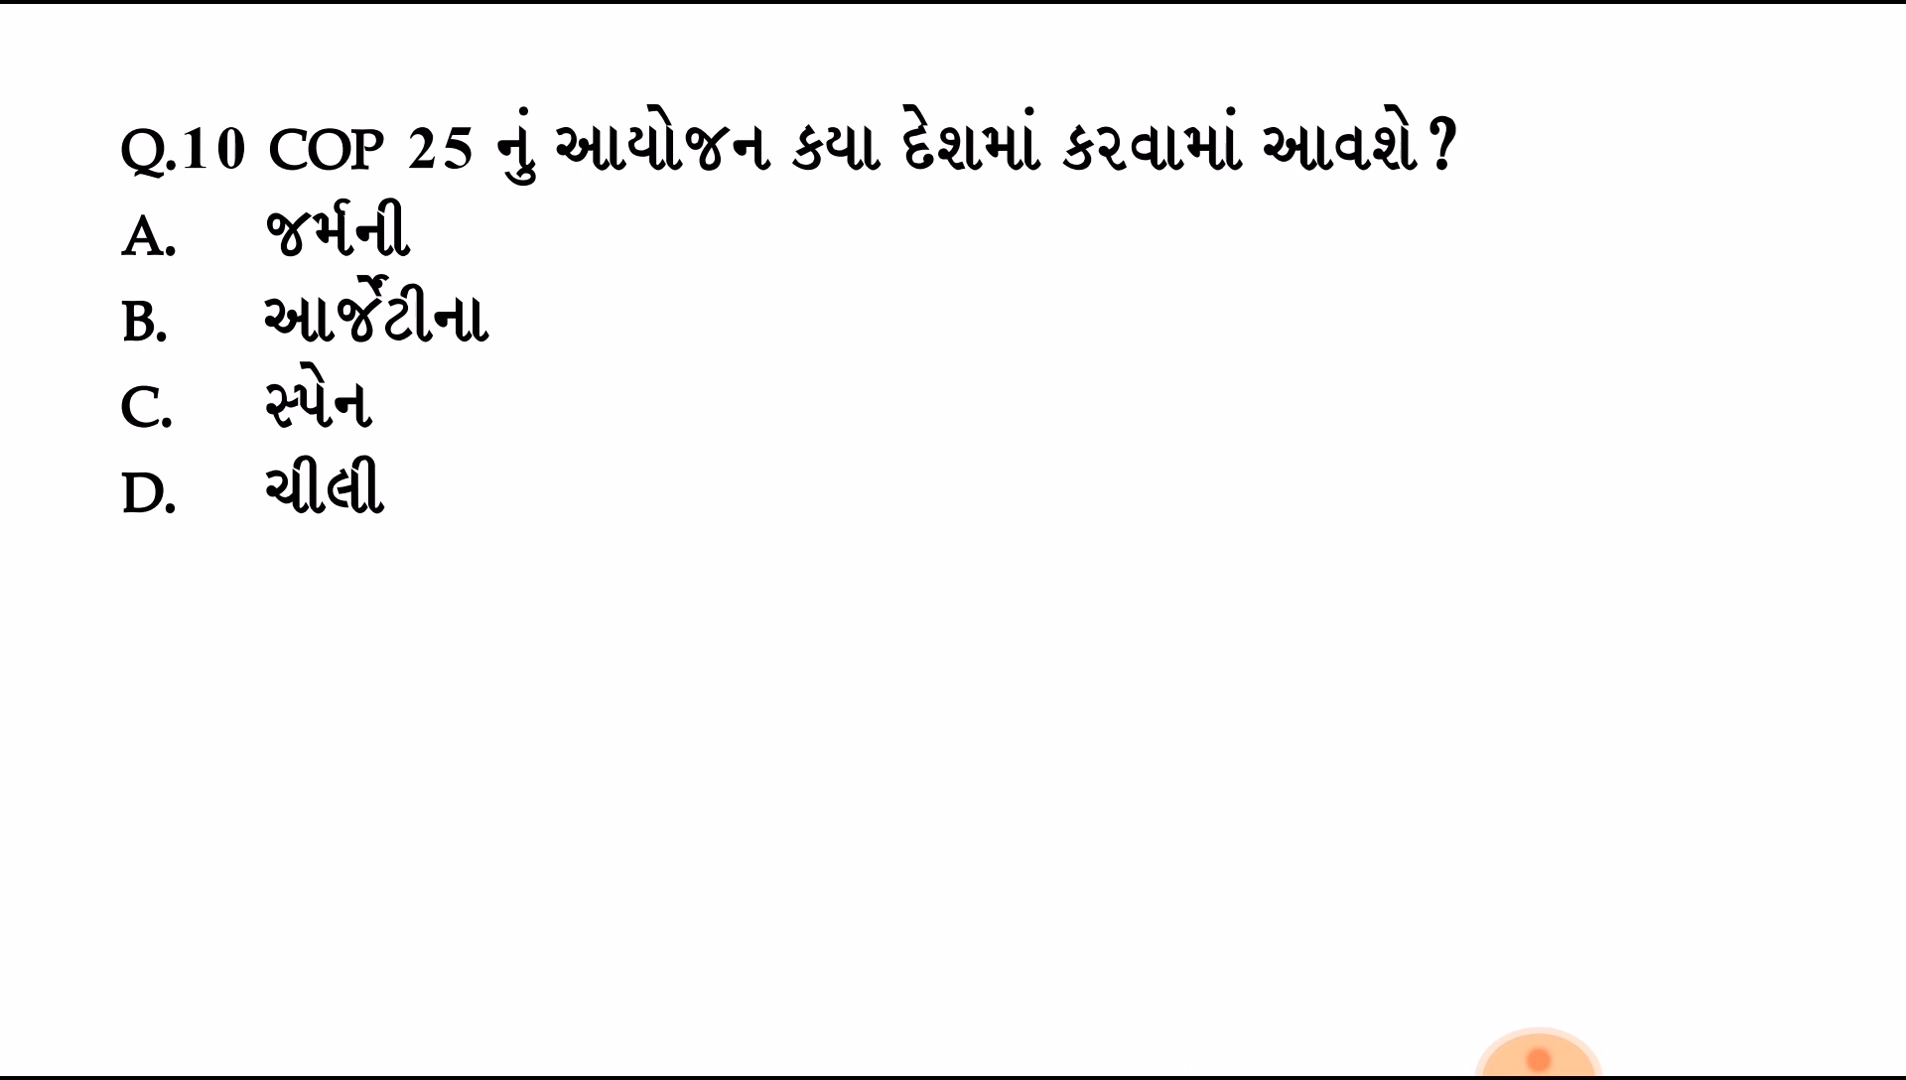 Q.10 COP 25 નું આયોજન કયા દેશમાં કરવામાં આવશે?
A. જર્મની
B. આર્જેંટીના
C. સ્પેન
D. ચીલી